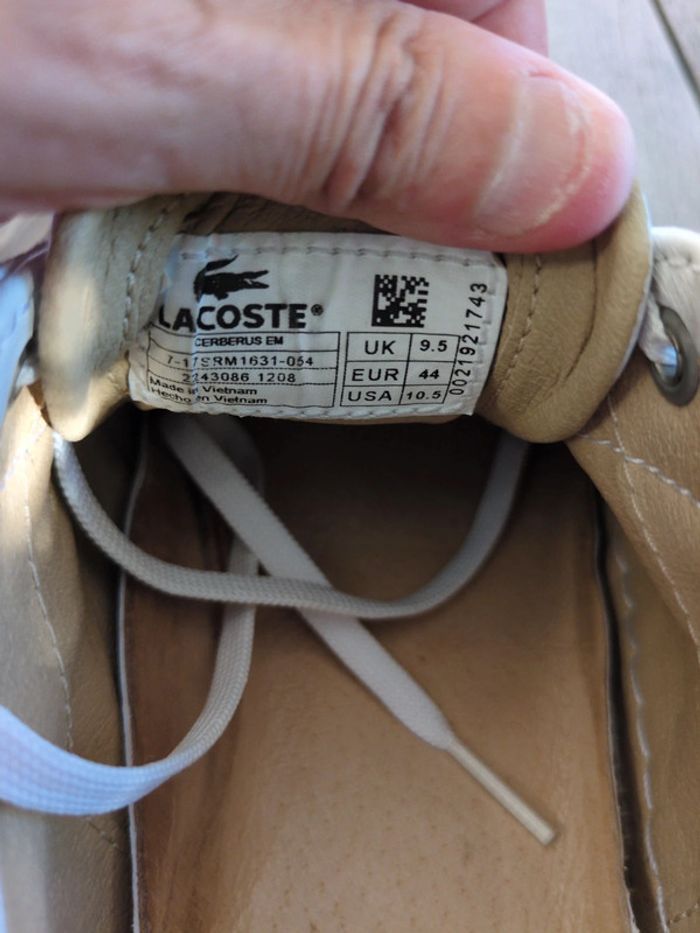 LACOSTE®
CERBERUS EM
7-17SRM1631-054
2243086 1208
Made in Vietnam
Hecho en Vietnam
UK 9.5
EUR 44
USA 10.5
0021921743